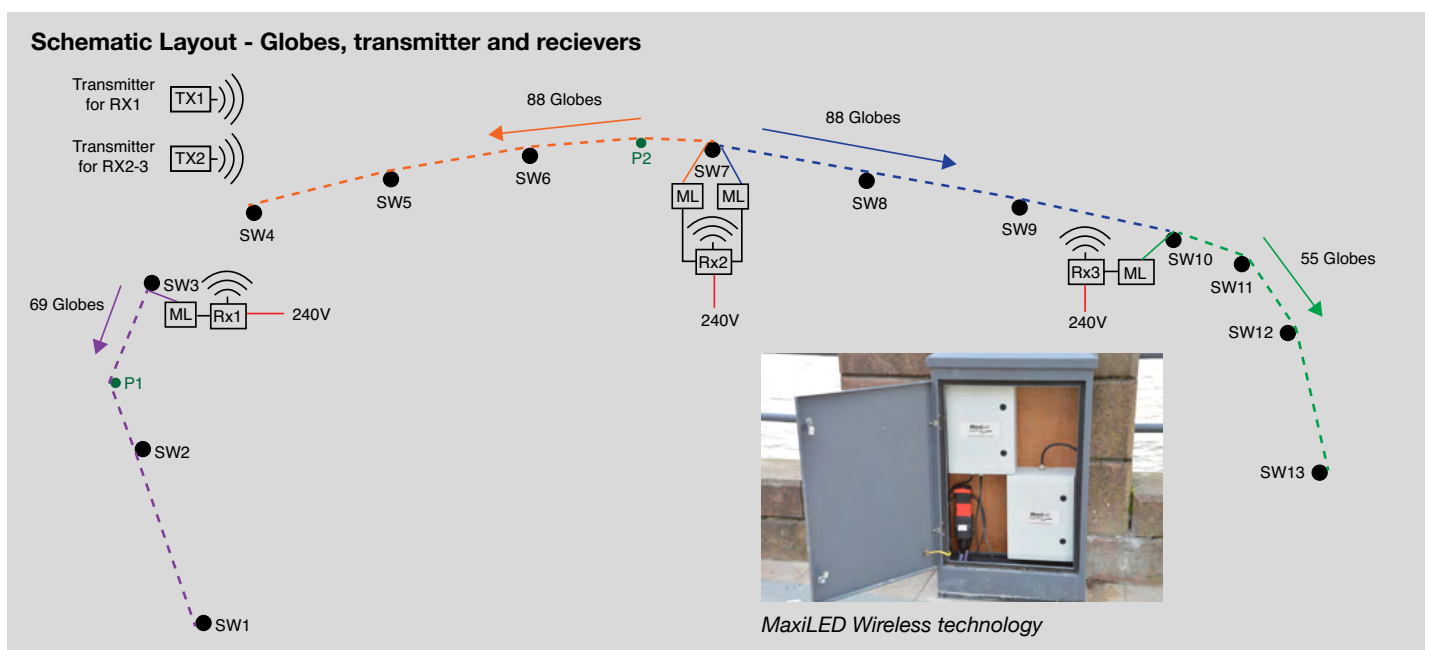 Schematic Layout - Globes, transmitter and recievers
Transmitter
for RX1
TX1
Transmitter
for RX2-3
TX2
88 Globes
88 Globes
P2
SW7
SW6
SW5
SW4
ML
ML
Rx2
240V
SW8
SW9
SW10
Rx3
ML
240V
SW11
55 Globes
SW12
SW13
SW3
69 Globes
ML
Rx1
240V
P1
SW2
SW1
MaxiLED Wireless technology